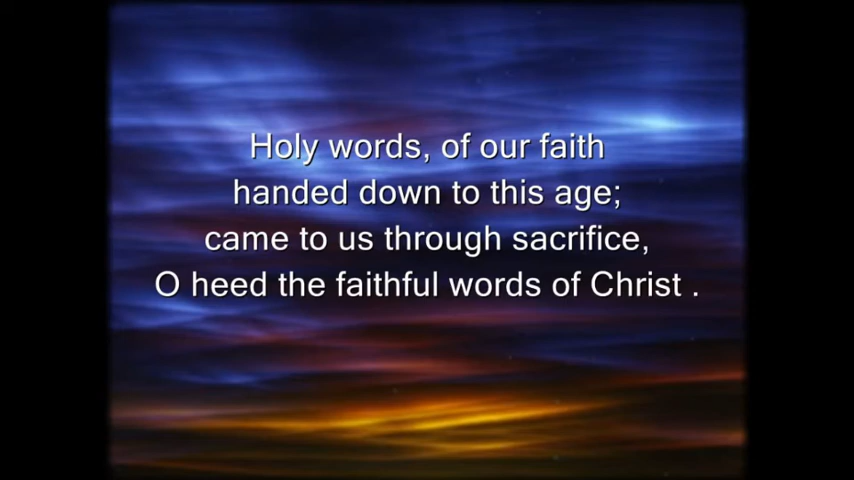 Holy words, of our faith
handed down to this age;
came to us through sacrifice,
O heed the faithful words of Christ .